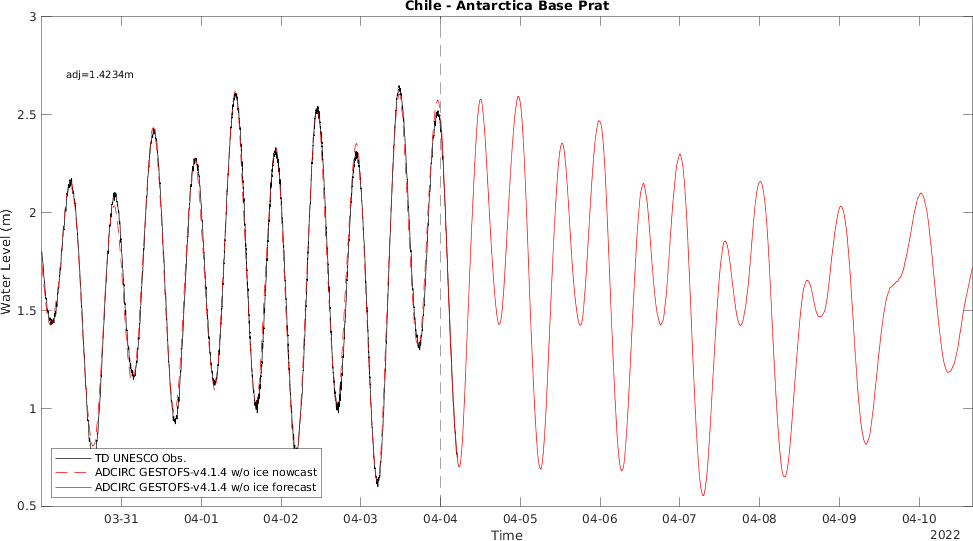 Chile - Antarctica Base Prat
3
adj=1.4234m
2.5
2
Water Level (m)
1.5
1
TD UNESCO Obs.
ADCIRC GESTOFS-v4.1.4 w/o ice nowcast
ADCIRC GESTOFS-v4.1.4 w/o ice forecast
0.5
03-31 04-01 04-02 04-03 04-04 04-05 04-06 04-07 04-08 04-09 04-10
Time
2022